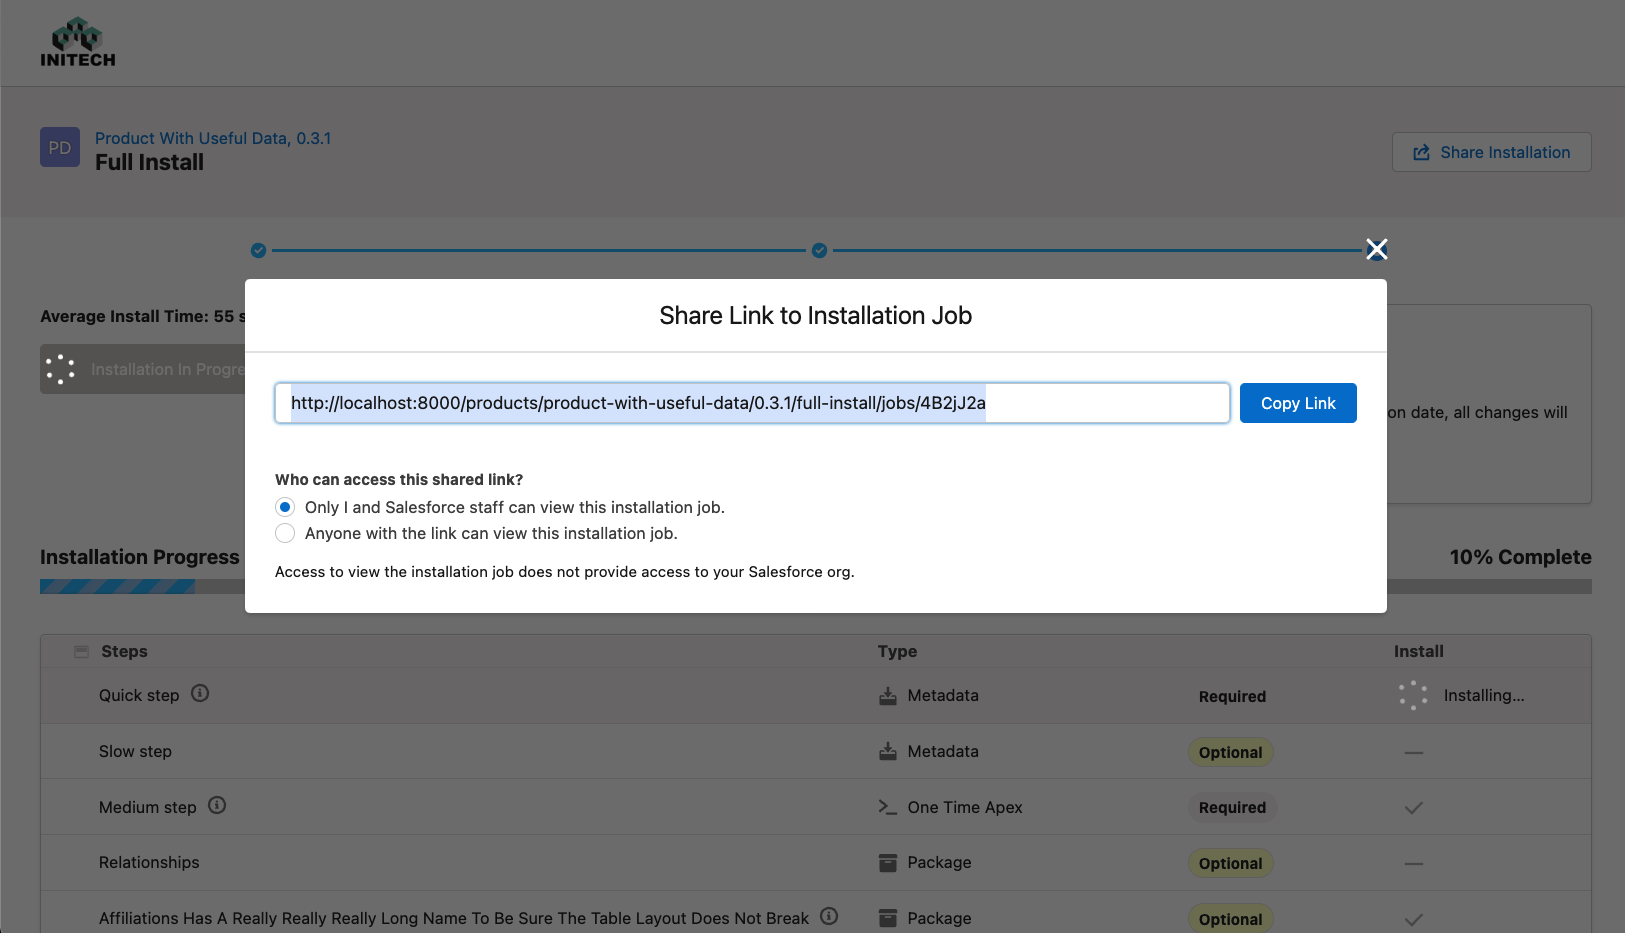 INITECH
PD
Product With Useful Data, 0.3.1
Full Install
Share Installation
Average Install Time: 55 s
Installation In Progre
Share Link to Installation Job
http://localhost:8000/products/product-with-useful-data/0.3.1/full-install/jobs/4B2jJ2a
Copy Link
on date, all changes will
Who can access this shared link?
Only I and Salesforce staff can view this installation job.
Anyone with the link can view this installation job.
Access to view the installation job does not provide access to your Salesforce org.
Installation Progress
10% Complete
Steps Type Install
Quick step Metadata Required Installing...
Slow step Metadata Optional —
Medium step One Time Apex Required
Relationships Package Optional —
Affiliations Has A Really Really Really Long Name To Be Sure The Table Layout Does Not Break Package Optional